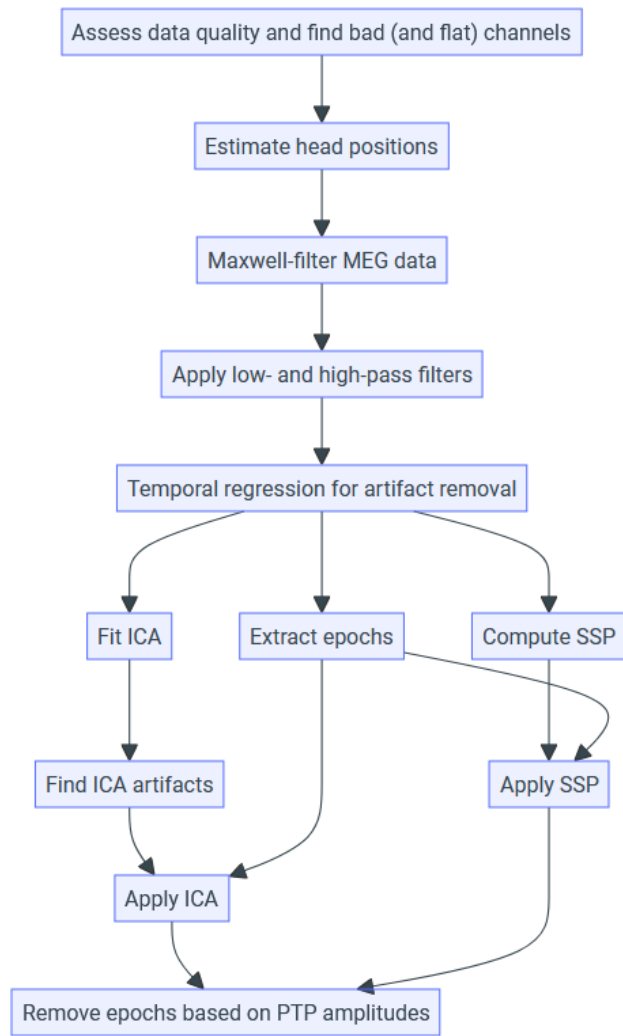 Assess data quality and find bad (and flat) channels
Estimate head positions
Maxwell-filter MEG data
Apply low- and high-pass filters
Temporal regression for artifact removal
Fit ICA
Extract epochs
Compute SSP
Find ICA artifacts
Apply SSP
Apply ICA
Remove epochs based on PTP amplitudes